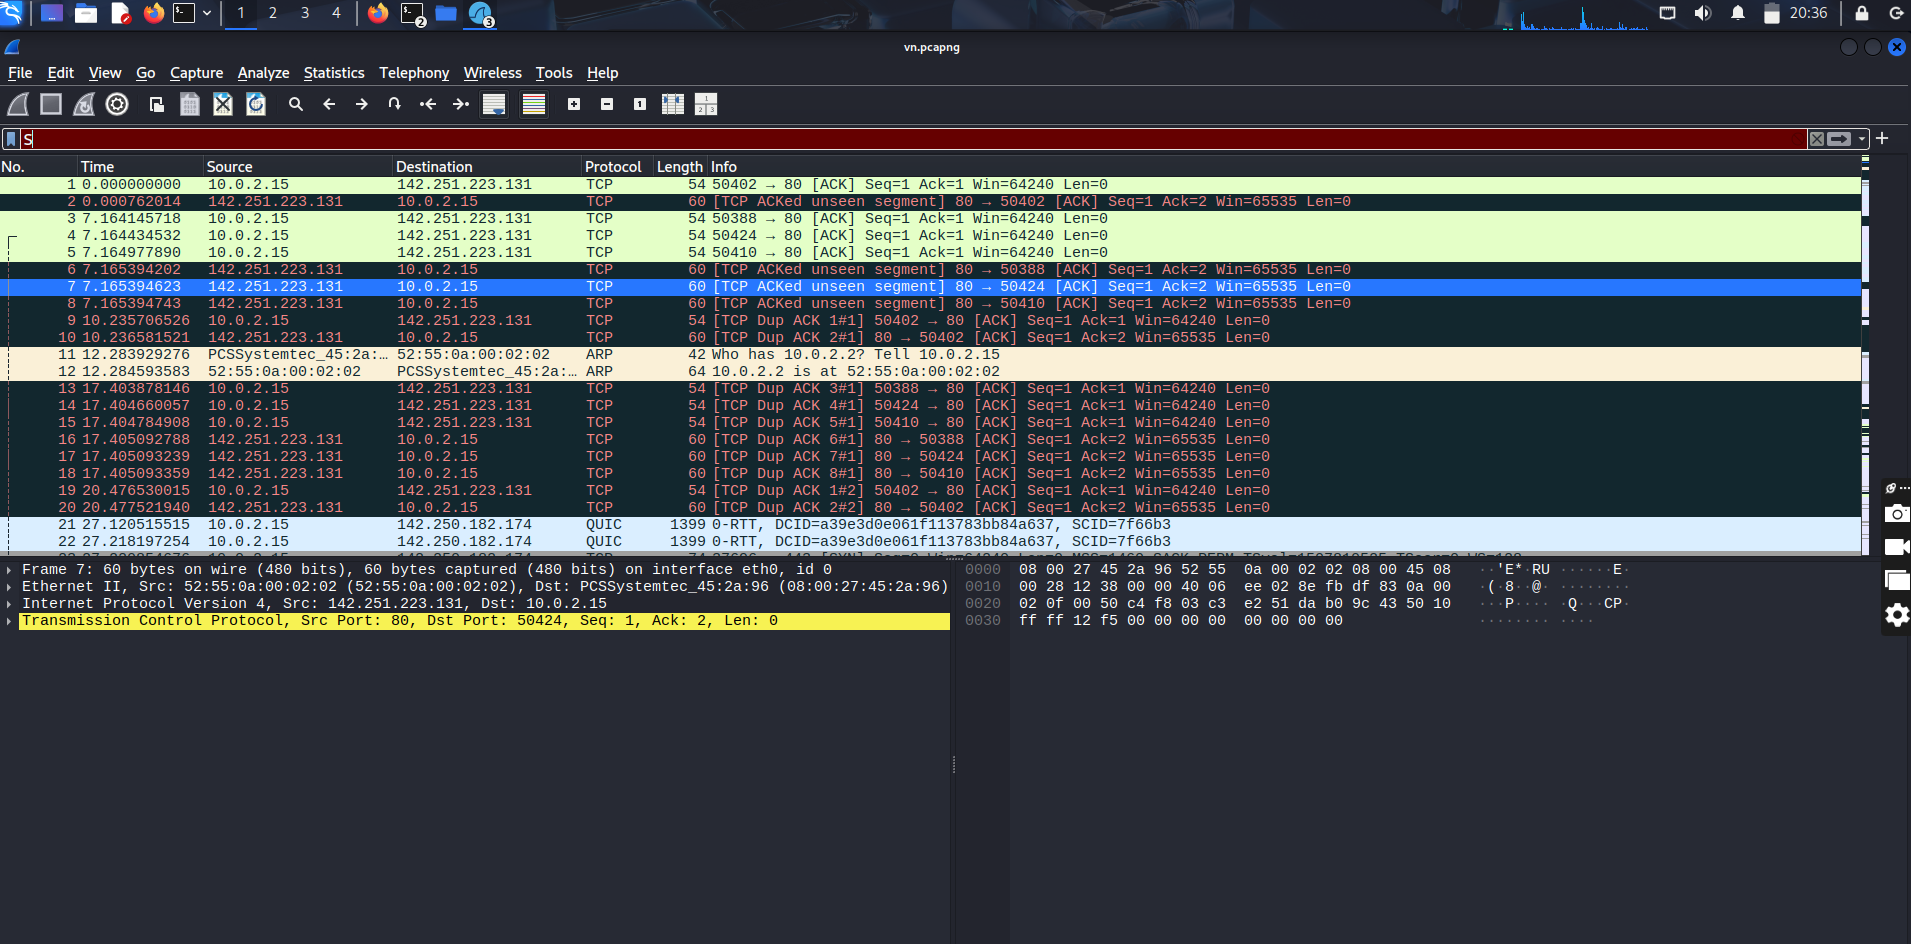 1 2 3 4 2 3 20:36
vn.pcapng
File Edit View Go Capture Analyze Statistics Telephony Wireless Tools Help
S
No. Time Source Destination Protocol Length Info
1 0.000000000 10.0.2.15 142.251.223.131 TCP 54 50402 → 80 [ACK] Seq=1 Ack=1 Win=64240 Len=0
2 0.000762014 142.251.223.131 10.0.2.15 TCP 60 [TCP ACKed unseen segment] 80 → 50402 [ACK] Seq=1 Ack=2 Win=65535 Len=0
3 7.164145718 10.0.2.15 142.251.223.131 TCP 54 50388 → 80 [ACK] Seq=1 Ack=1 Win=64240 Len=0
4 7.164434532 10.0.2.15 142.251.223.131 TCP 54 50424 → 80 [ACK] Seq=1 Ack=1 Win=64240 Len=0
5 7.164977890 10.0.2.15 142.251.223.131 TCP 54 50410 → 80 [ACK] Seq=1 Ack=1 Win=64240 Len=0
6 7.165394202 142.251.223.131 10.0.2.15 TCP 60 [TCP ACKed unseen segment] 80 → 50388 [ACK] Seq=1 Ack=2 Win=65535 Len=0
7 7.165394623 142.251.223.131 10.0.2.15 TCP 60 [TCP ACKed unseen segment] 80 → 50424 [ACK] Seq=1 Ack=2 Win=65535 Len=0
8 7.165394743 142.251.223.131 10.0.2.15 TCP 60 [TCP ACKed unseen segment] 80 → 50410 [ACK] Seq=1 Ack=2 Win=65535 Len=0
9 10.235706526 10.0.2.15 142.251.223.131 TCP 54 [TCP Dup ACK 1#1] 50402 → 80 [ACK] Seq=1 Ack=1 Win=64240 Len=0
10 10.236581521 142.251.223.131 10.0.2.15 TCP 60 [TCP Dup ACK 2#1] 80 → 50402 [ACK] Seq=1 Ack=2 Win=65535 Len=0
11 12.283929276 PCSSystemtec_45:2a:… 52:55:0a:00:02:02 ARP 42 Who has 10.0.2.2? Tell 10.0.2.15
12 12.284593583 52:55:0a:00:02:02 PCSSystemtec_45:2a:… ARP 64 10.0.2.2 is at 52:55:0a:00:02:02
13 17.403878146 10.0.2.15 142.251.223.131 TCP 54 [TCP Dup ACK 3#1] 50388 → 80 [ACK] Seq=1 Ack=1 Win=64240 Len=0
14 17.404660057 10.0.2.15 142.251.223.131 TCP 54 [TCP Dup ACK 4#1] 50424 → 80 [ACK] Seq=1 Ack=1 Win=64240 Len=0
15 17.404784908 10.0.2.15 142.251.223.131 TCP 54 [TCP Dup ACK 5#1] 50410 → 80 [ACK] Seq=1 Ack=1 Win=64240 Len=0
16 17.405092788 142.251.223.131 10.0.2.15 TCP 60 [TCP Dup ACK 6#1] 80 → 50388 [ACK] Seq=1 Ack=2 Win=65535 Len=0
17 17.405093239 142.251.223.131 10.0.2.15 TCP 60 [TCP Dup ACK 7#1] 80 → 50424 [ACK] Seq=1 Ack=2 Win=65535 Len=0
18 17.405093359 142.251.223.131 10.0.2.15 TCP 60 [TCP Dup ACK 8#1] 80 → 50410 [ACK] Seq=1 Ack=2 Win=65535 Len=0
19 20.476530015 10.0.2.15 142.251.223.131 TCP 54 [TCP Dup ACK 1#2] 50402 → 80 [ACK] Seq=1 Ack=1 Win=64240 Len=0
20 20.477521940 142.251.223.131 10.0.2.15 TCP 60 [TCP Dup ACK 2#2] 80 → 50402 [ACK] Seq=1 Ack=2 Win=65535 Len=0
21 27.120515515 10.0.2.15 142.250.182.174 QUIC 1399 0-RTT, DCID=a39e3d0e061f113783bb84a637, SCID=7f66b3
22 27.218197254 10.0.2.15 142.250.182.174 QUIC 1399 0-RTT, DCID=a39e3d0e061f113783bb84a637, SCID=7f66b3
Frame 7: 60 bytes on wire (480 bits), 60 bytes captured (480 bits) on interface eth0, id 0
Ethernet II, Src: 52:55:0a:00:02:02 (52:55:0a:00:02:02), Dst: PCSSystemtec_45:2a:96 (08:00:27:45:2a:96)
Internet Protocol Version 4, Src: 142.251.223.131, Dst: 10.0.2.15
Transmission Control Protocol, Src Port: 80, Dst Port: 50424, Seq: 1, Ack: 2, Len: 0
0000 08 00 27 45 2a 96 52 55 0a 00 02 02 08 00 45 08 ··'E*·RU ······E·
0010 00 28 12 38 00 00 40 06 ee 02 8e fb df 83 0a 00 ·(·8··@· ········
0020 02 0f 00 50 c4 f8 03 c3 e2 51 da b0 9c 43 50 10 ···P···· ·Q···CP·
0030 ff ff 12 f5 00 00 00 00 00 00 00 00 ········ ····